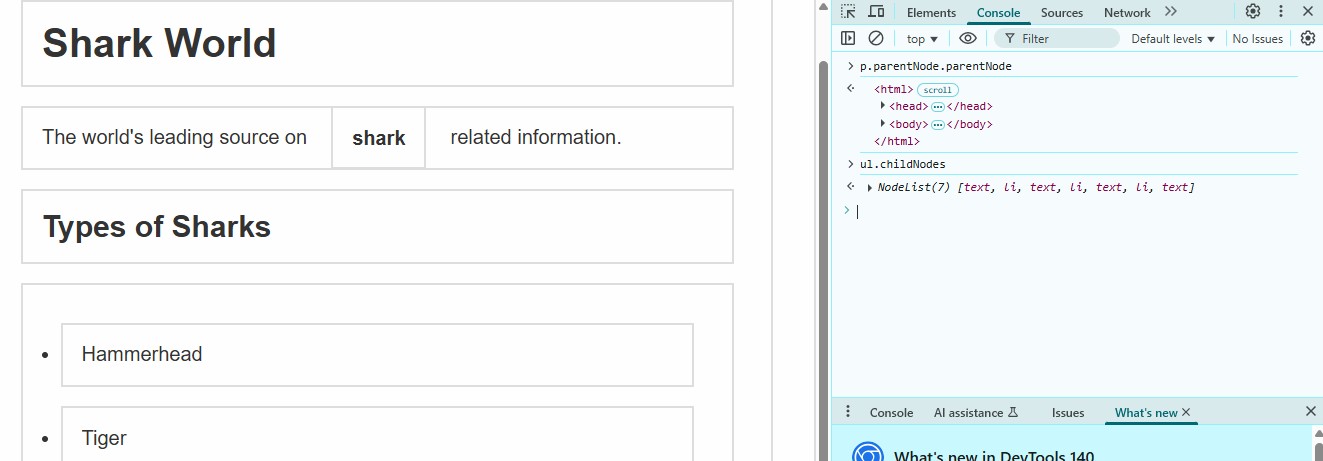 Shark World
The world's leading source on shark related information.
Types of Sharks
• Hammerhead
• Tiger
Elements Console Sources Network
top Filter Default levels No Issues
> p.parentNode.parentNode
<html> scroll
<head> … </head>
<body> … </body>
</html>
> ul.childNodes
NodeList(7) [text, li, text, li, text, li, text]
>
Console AI assistance Issues What's new
What's new in DevTools 140